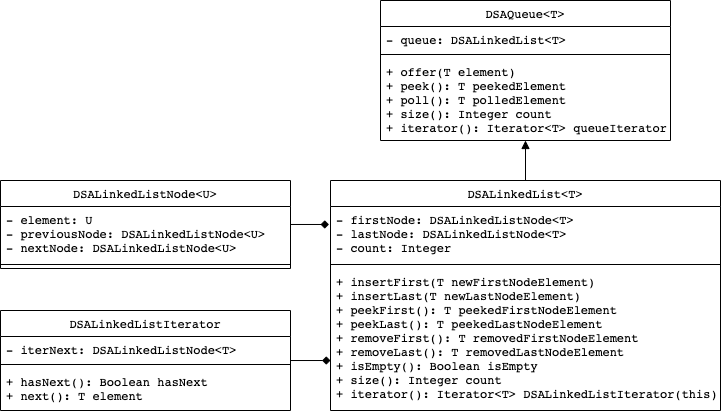 DSAQueue<T>
- queue: DSALinkedList<T>
+ offer(T element)
+ peek(): T peekedElement
+ poll(): T polledElement
+ size(): Integer count
+ iterator(): Iterator<T> queueIterator
DSALinkedListNode<U>
- element: U
- previousNode: DSALinkedListNode<U>
- nextNode: DSALinkedListNode<U>
DSALinkedList<T>
- firstNode: DSALinkedListNode<T>
- lastNode: DSALinkedListNode<T>
- count: Integer
+ insertFirst(T newFirstNodeElement)
+ insertLast(T newLastNodeElement)
+ peekFirst(): T peekedFirstNodeElement
+ peekLast(): T peekedLastNodeElement
+ removeFirst(): T removedFirstNodeElement
+ removeLast(): T removedLastNodeElement
+ isEmpty(): Boolean isEmpty
+ size(): Integer count
+ iterator(): Iterator<T> DSALinkedListIterator(this)
DSALinkedListIterator
- iterNext: DSALinkedListNode<T>
+ hasNext(): Boolean hasNext
+ next(): T element